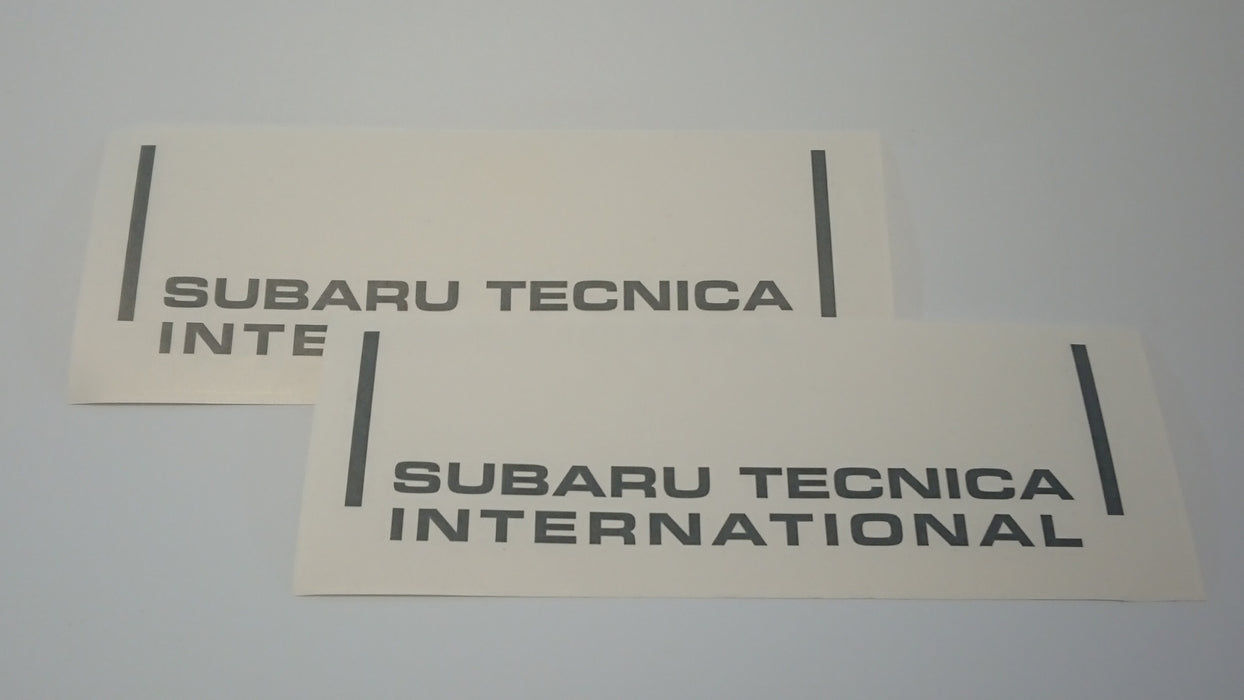 SUBARU TECNICA
INTE
SUBARU TECNICA
INTERNATIONAL